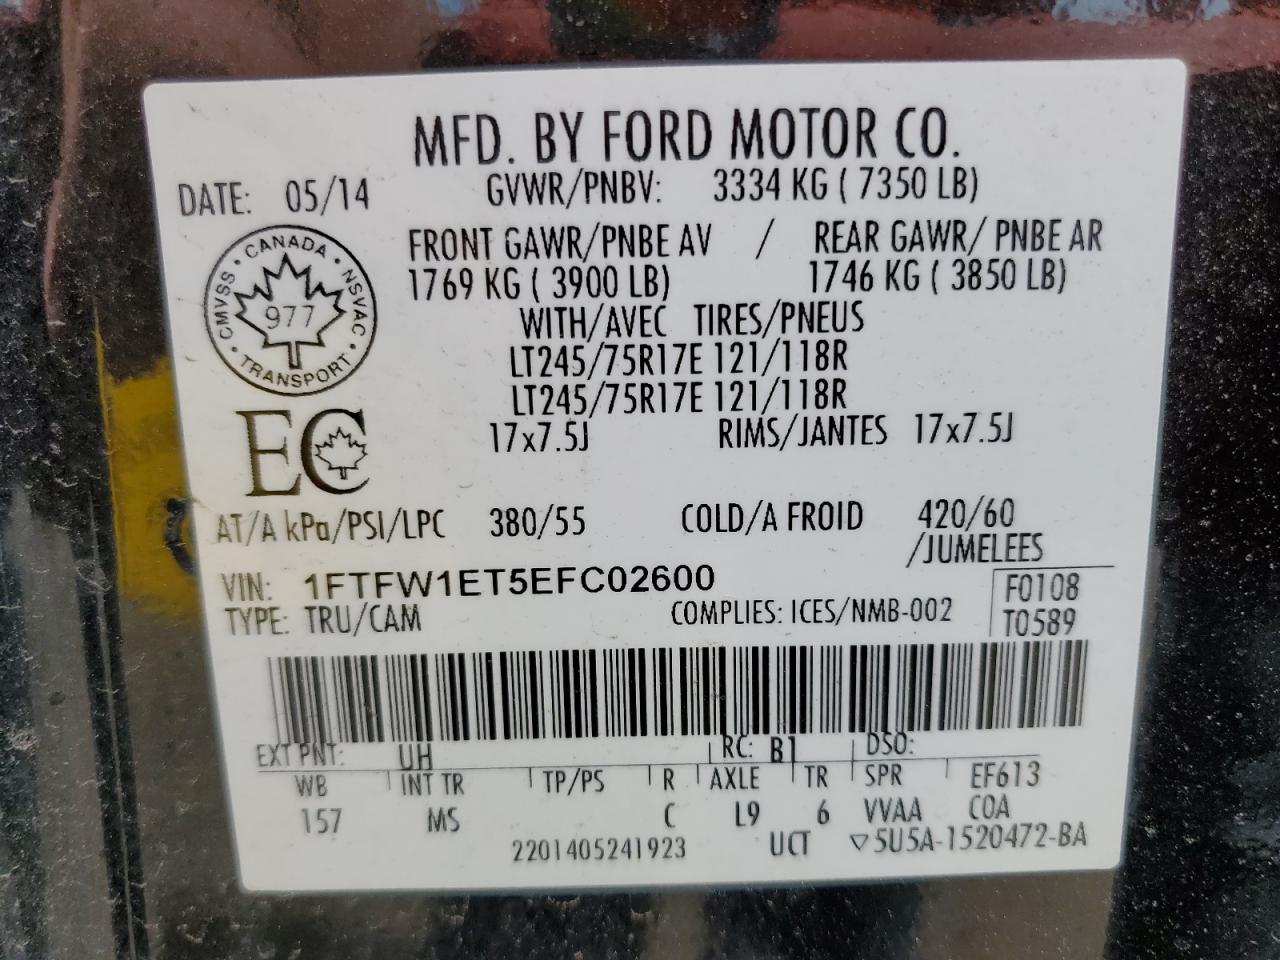 MFD. BY FORD MOTOR CO.
DATE: 05/14 GVWR/PNBV: 3334 KG ( 7350 LB)
FRONT GAWR/PNBE AV / REAR GAWR/ PNBE AR
1769 KG ( 3900 LB) 1746 KG ( 3850 LB)
WITH/AVEC TIRES/PNEUS
LT245/75R17E 121/118R
LT245/75R17E 121/118R
17x7.5J RIMS/JANTES 17x7.5J
CANADA • NSVAC • TRANSPORT • CMVSS •
977
EC
AT/A kPa/PSI/LPC 380/55 COLD/A FROID 420/60
/JUMELEES
VIN: 1FTFW1ET5EFC02600 F0108
TYPE: TRU/CAM COMPLIES: ICES/NMB-002 T0589
EXT PNT: UH RC: B1 DSO:
WB INT TR TP/PS R AXLE TR SPR EF613
157 MS C L9 6 VVAA COA
2201405241923 UCT ▽5U5A-1520472-BA